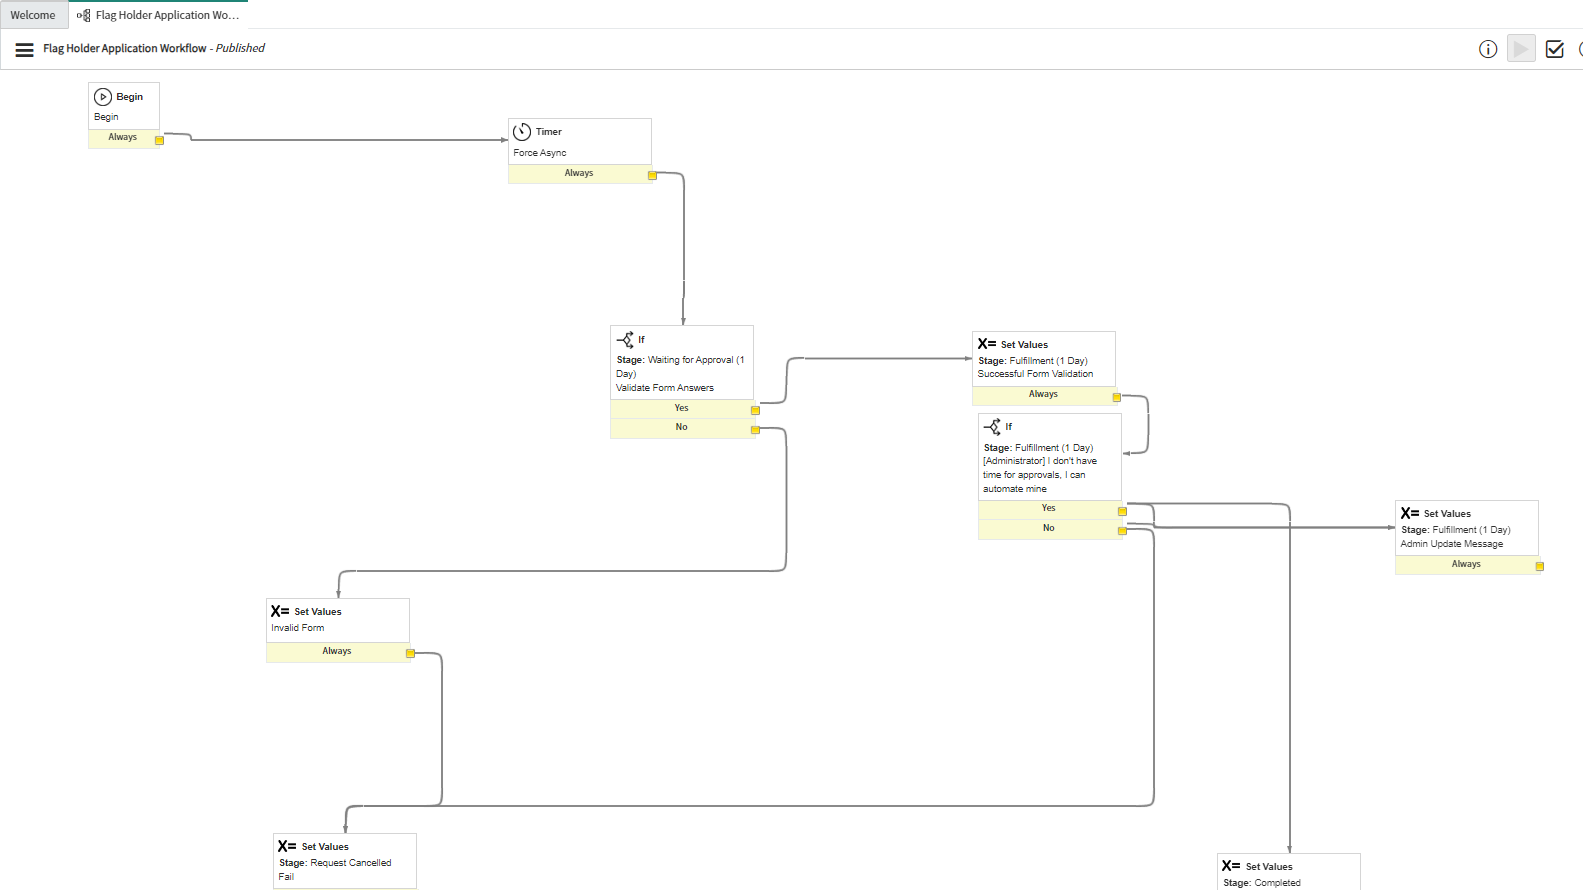 Welcome
Flag Holder Application Wo...
Flag Holder Application Workflow - Published
Begin
Begin
Always
Timer
Force Async
Always
If
Stage: Waiting for Approval (1
Day)
Validate Form Answers
Yes
No
Set Values
Stage: Fulfillment (1 Day)
Successful Form Validation
Always
If
Stage: Fulfillment (1 Day)
[Administrator] I don't have
time for approvals, I can
automate mine
Yes
No
Set Values
Stage: Fulfillment (1 Day)
Admin Update Message
Always
Set Values
Invalid Form
Always
Set Values
Stage: Request Cancelled
Fail
Set Values
Stage: Completed